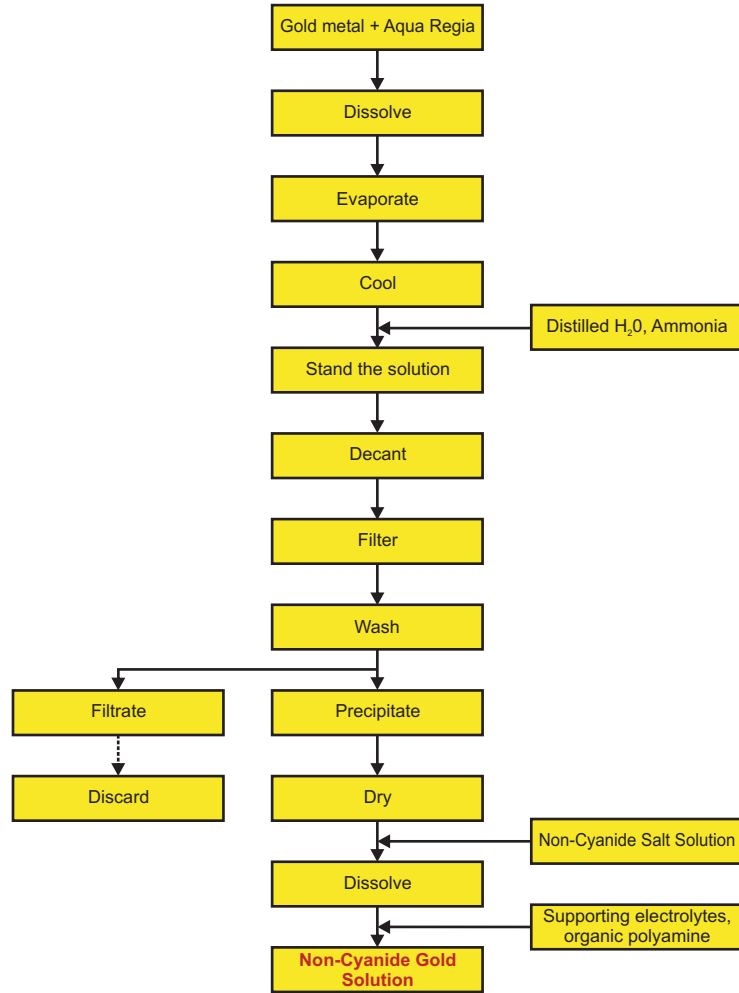 Gold metal + Aqua Regia
Dissolve
Evaporate
Cool
Distilled H₂0, Ammonia
Stand the solution
Decant
Filter
Wash
Filtrate
Precipitate
Discard
Dry
Non-Cyanide Salt Solution
Dissolve
Supporting electrolytes,
organic polyamine
Non-Cyanide Gold
Solution